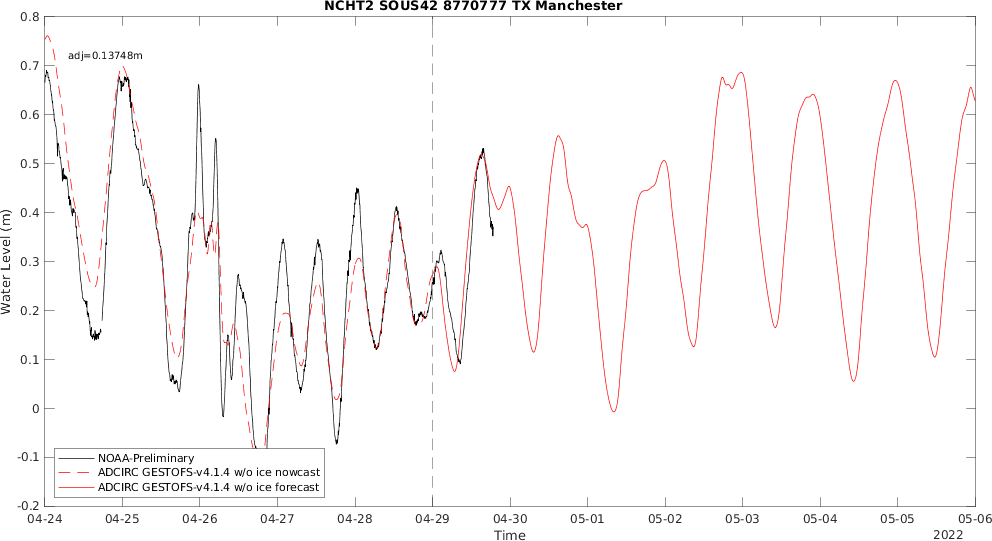 NCHT2 SOUS42 8770777 TX Manchester
adj=0.13748m
Water Level (m)
0.8
0.7
0.6
0.5
0.4
0.3
0.2
0.1
0
-0.1
-0.2
NOAA-Preliminary
ADCIRC GESTOFS-v4.1.4 w/o ice nowcast
ADCIRC GESTOFS-v4.1.4 w/o ice forecast
04-24 04-25 04-26 04-27 04-28 04-29 04-30 05-01 05-02 05-03 05-04 05-05 05-06
Time
2022